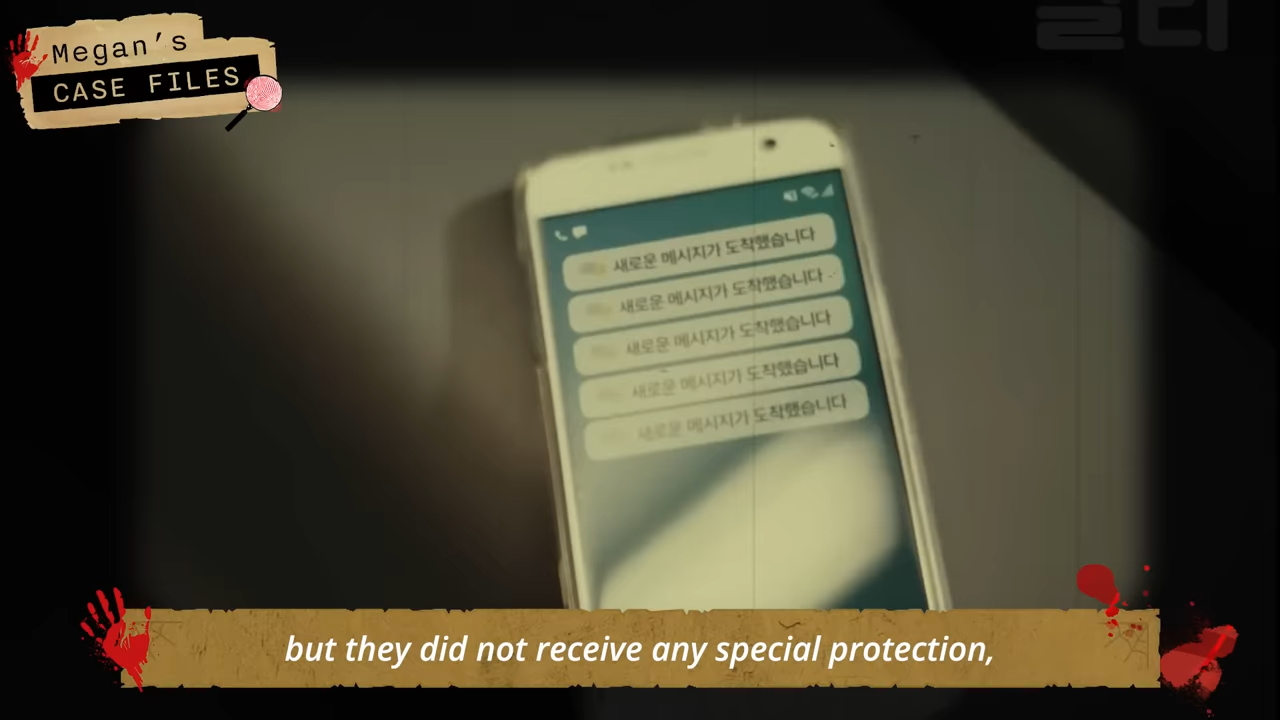 Megan's
CASE FILES
새로운 메시지가 도착했습니다
새로운 메시지가 도착했습니다
새로운 메시지가 도착했습니다
새로운 메시지가 도착했습니다
새로운 메시지가 도착했습니다
but they did not receive any special protection,